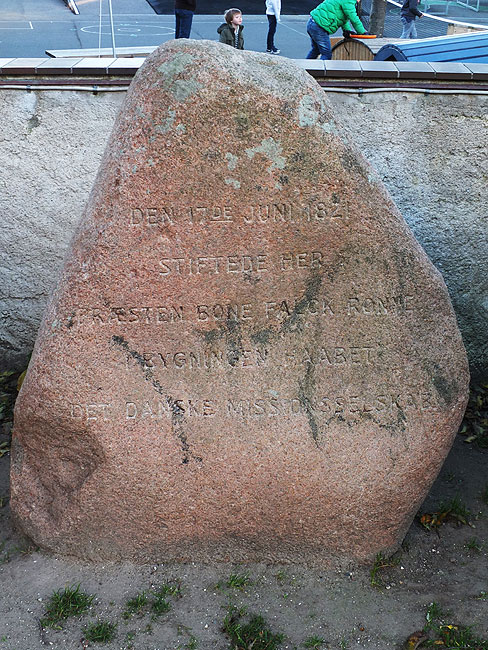 DEN 17DE JUNI 1821
STIFTEDE HER
PRÆSTEN BONE FALCK RØNNE
I BYGNINGEN HAABET
DET DANSKE MISSIONSSELSKAB